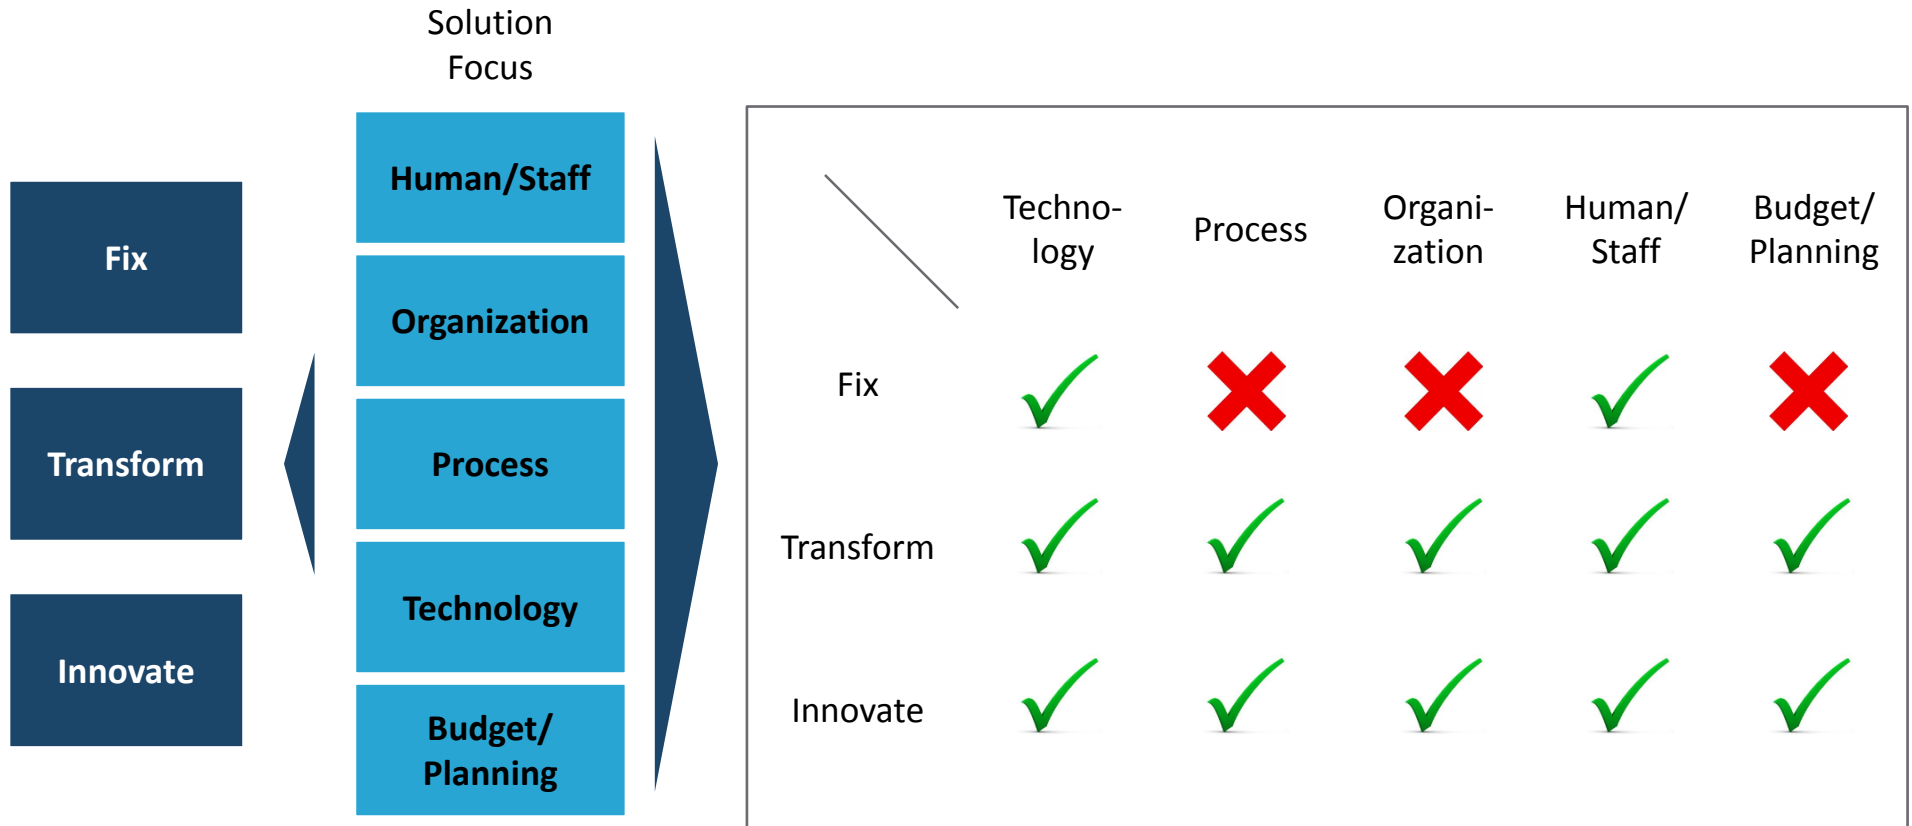 Solution
Focus
Fix
Transform
Innovate
Human/Staff
Organization
Process
Technology
Budget/
Planning
Techno-
logy
Process
Organi-
zation
Human/
Staff
Budget/
Planning
Fix
Transform
Innovate